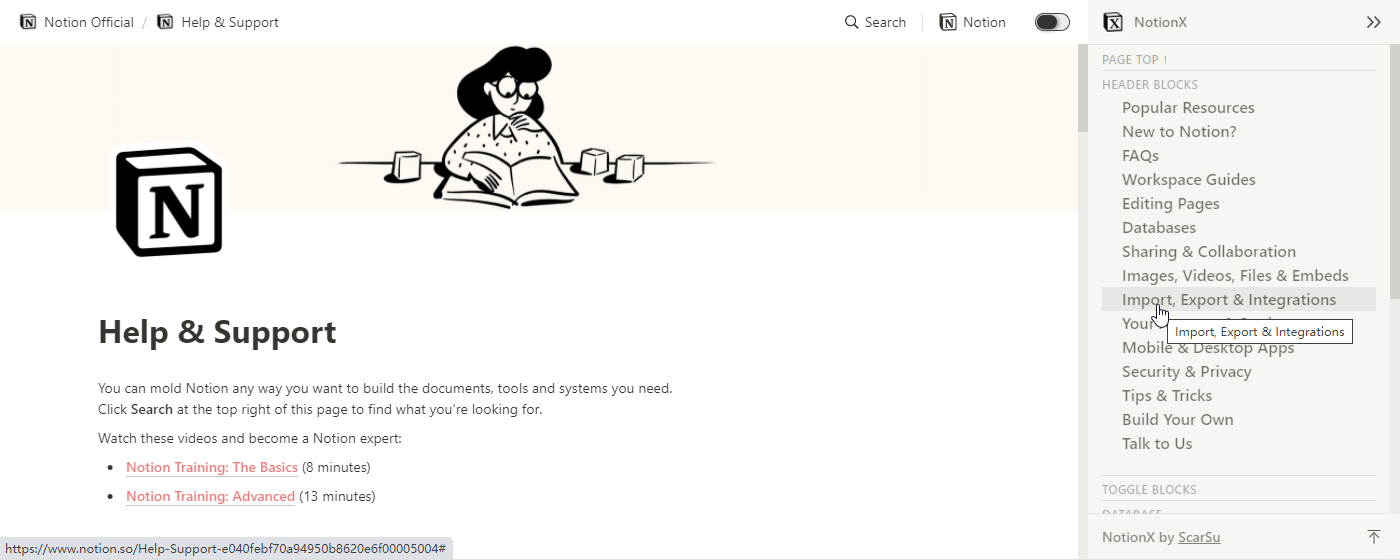 Notion Official / Help & Support
Search
Notion
NotionX
PAGE TOP ↑
HEADER BLOCKS
Popular Resources
New to Notion?
FAQs
Workspace Guides
Editing Pages
Databases
Sharing & Collaboration
Images, Videos, Files & Embeds
Import, Export & Integrations
Your
Import, Export & Integrations
Mobile & Desktop Apps
Security & Privacy
Tips & Tricks
Build Your Own
Talk to Us
TOGGLE BLOCKS
DATABASE
NotionX by ScarSu
N
Help & Support
You can mold Notion any way you want to build the documents, tools and systems you need.
Click Search at the top right of this page to find what you're looking for.
Watch these videos and become a Notion expert:
• Notion Training: The Basics (8 minutes)
• Notion Training: Advanced (13 minutes)
https://www.notion.so/Help-Support-e040febf70a94950b8620e6f00005004#